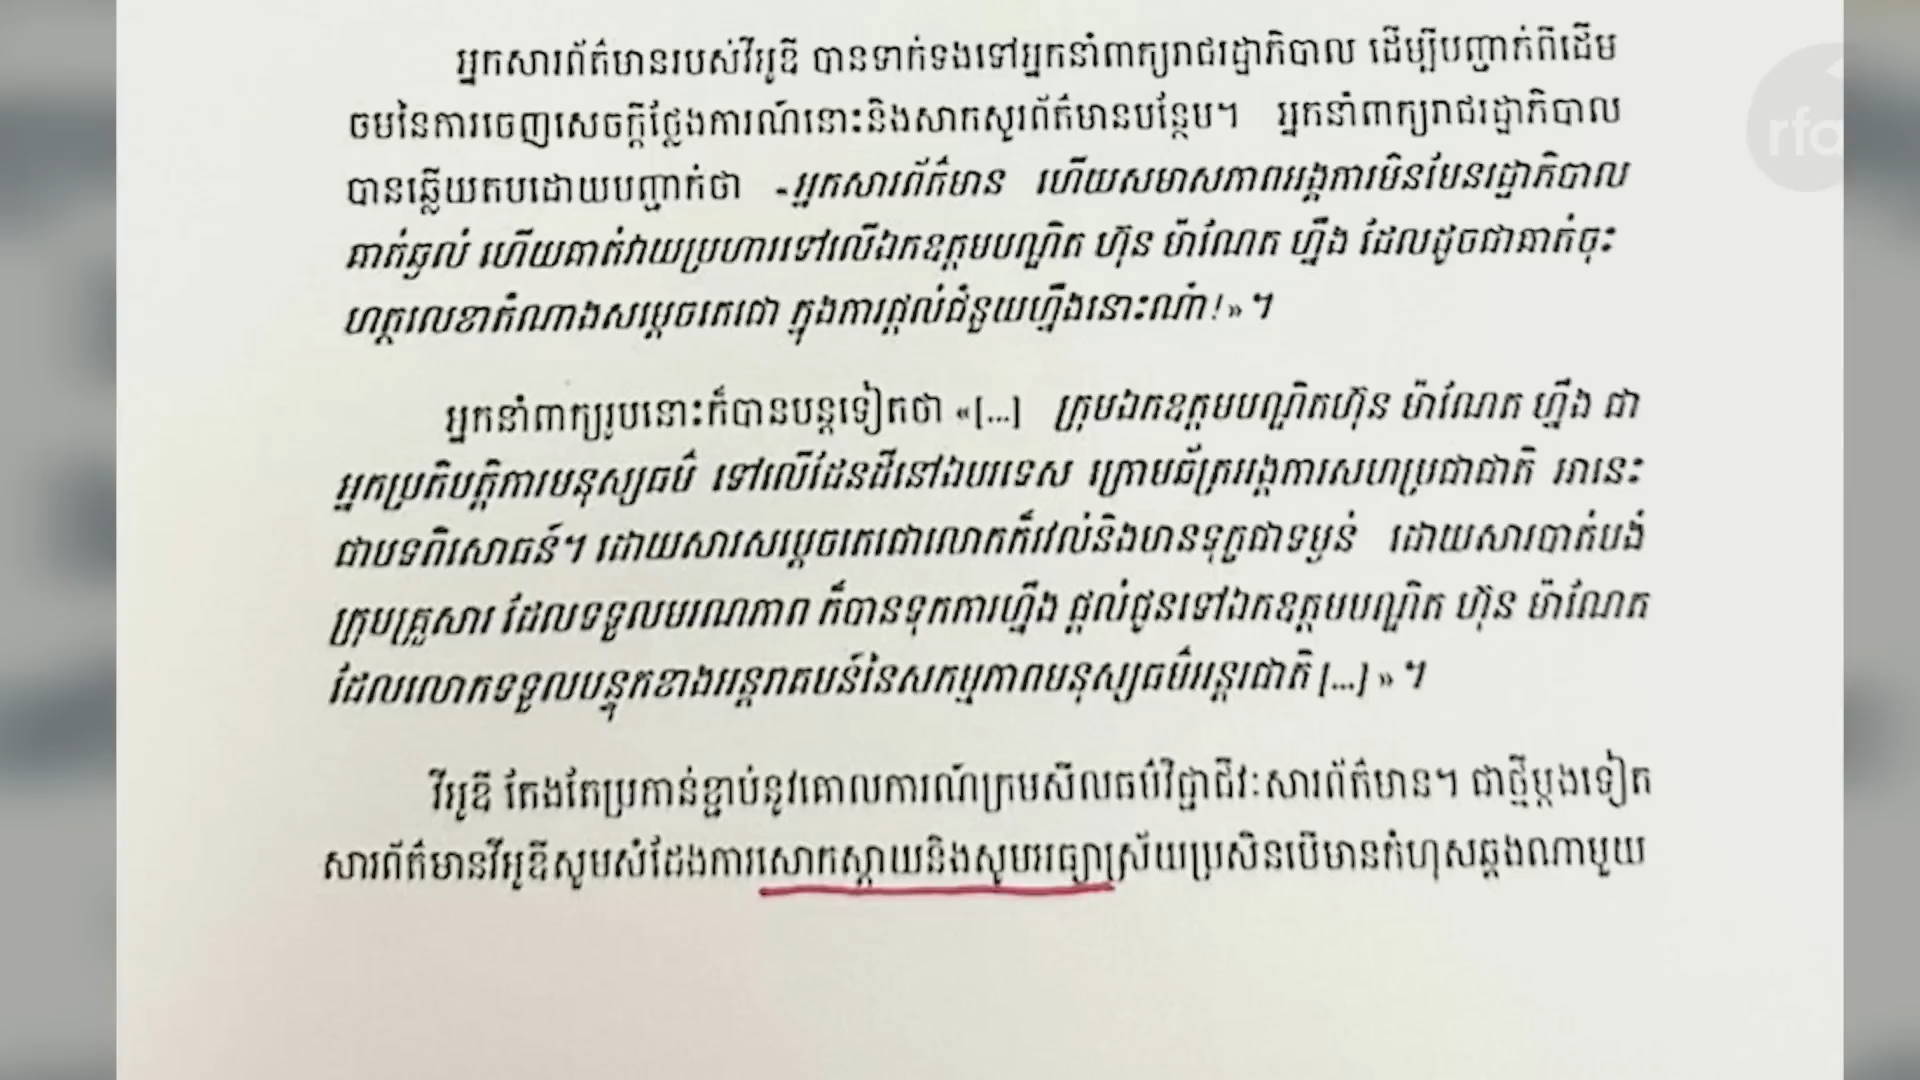 អ្នកសារព័ត៌មានរបស់វីអូឌី បានទាក់ទងទៅអ្នកនាំពាក្យរាជរដ្ឋាភិបាល ដើម្បីបញ្ជាក់ពីដើម
ចមនៃការចេញសេចក្តីថ្លែងការណ៍នោះនិងសាកសួរព័ត៌មានបន្ថែម។ អ្នកនាំពាក្យរាជរដ្ឋាភិបាល
បានឆ្លើយតបដោយបញ្ជាក់ថា «អ្នកសារព័ត៌មាន ហើយសមាសភាពអង្គការមិនមែនរដ្ឋាភិបាល
គាត់ឆ្ងល់ ហើយគាត់វាយប្រហារទៅលើឯកឧត្តមបណ្ឌិត ហ៊ុន ម៉ាណែត ហ្នឹង ដែលដូចជាគាត់ចុះ
ហត្ថលេខាតំណាងសម្តេចតេជោ ក្នុងការផ្តល់ជំនួយហ្នឹងនោះណា៎!»។
អ្នកនាំពាក្យរូបនោះក៏បានបន្តទៀតថា «[...] ក្រុមឯកឧត្តមបណ្ឌិតហ៊ុន ម៉ាណែត ហ្នឹង ជា
អ្នកប្រតិបត្តិការមនុស្សធម៌ ទៅលើដែនដីនៅឯបរទេស ក្រោមឆ័ត្រអង្គការសហប្រជាជាតិ អានេះ
ជាបទពិសោធន៍។ ដោយសារសម្តេចតេជោលោកក៏រវល់និងមានទុក្ខជាទម្ងន់ ដោយសារបាត់បង់
ក្រុមគ្រួសារ ដែលទទួលមរណភាព ក៏បានទុកការហ្នឹង ផ្តល់ជូនទៅឯកឧត្តមបណ្ឌិត ហ៊ុន ម៉ាណែត
ដែលលោកទទួលបន្ទុកខាងអន្តរាគមន៍នៃសកម្មភាពមនុស្សធម៌អន្តរជាតិ [...] »។
វីអូឌី តែងតែប្រកាន់ខ្ជាប់នូវគោលការណ៍ក្រមសីលធម៌វិជ្ជាជីវៈសារព័ត៌មាន។ ជាថ្មីម្តងទៀត
សារព័ត៌មានវីអូឌីសូមសំដែងការសោកស្តាយនិងសូមអធ្យាស្រ័យប្រសិនបើមានកំហុសឆ្គងណាមួយ
rfa